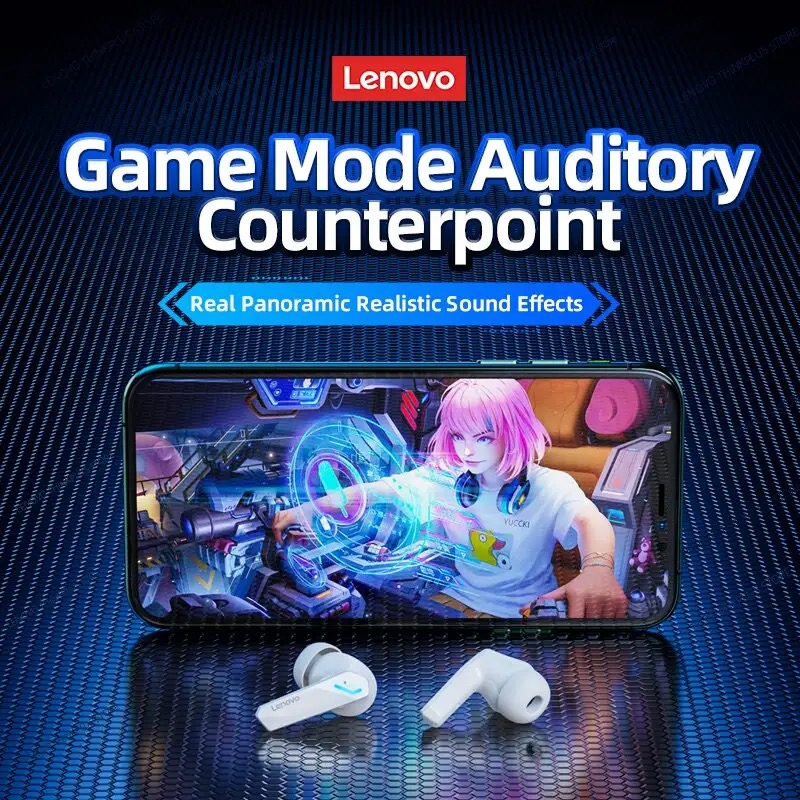 Lenovo
Game Mode Auditory
Counterpoint
Real Panoramic Realistic Sound Effects
YUCCKI
Lenovo